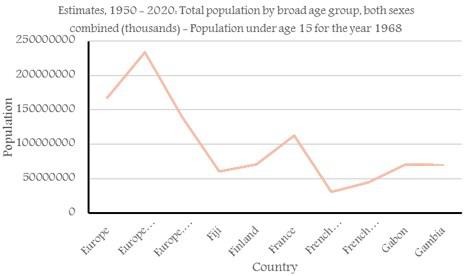 Estimates, 1950 - 2020: Total population by broad age group, both sexes
combined (thousands) - Population under age 15 for the year 1968
250000000
200000000
150000000
100000000
50000000
0
Population
Europe
Europe...
Europe....
Fiji
Finland
France
French...
French...
Gabon
Gambia
Country